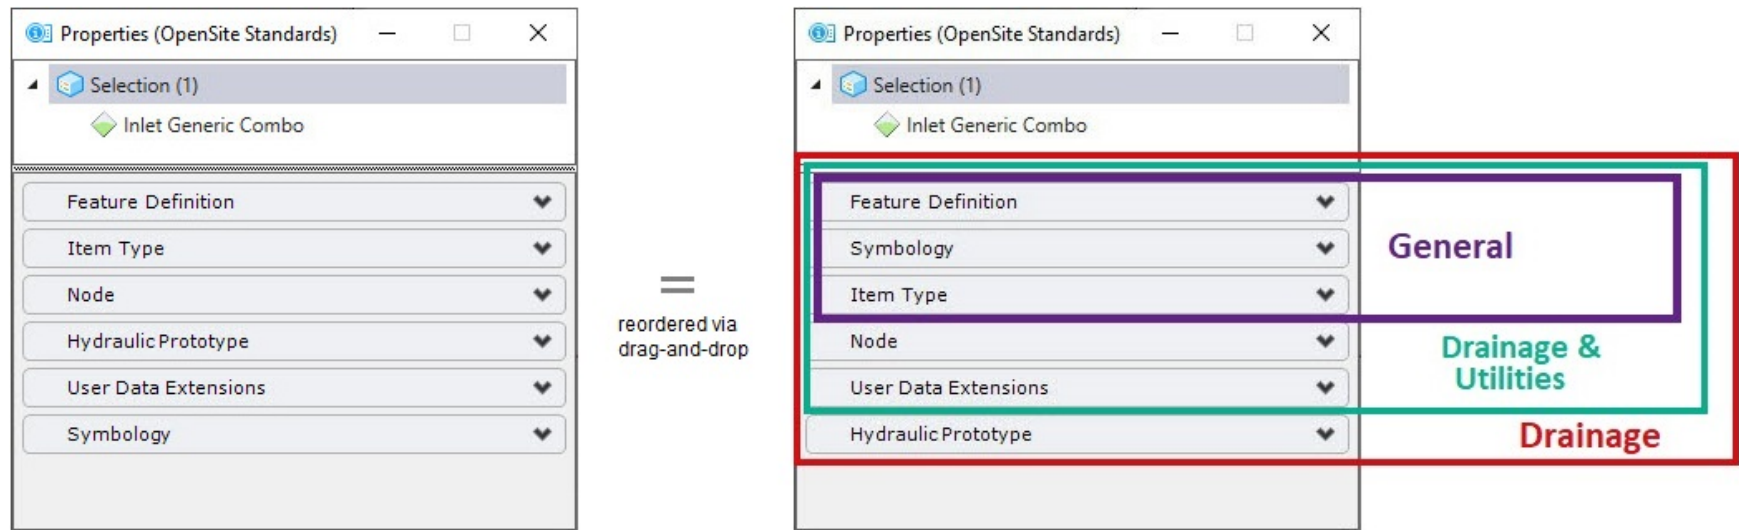 Properties (OpenSite Standards)
Selection (1)
Inlet Generic Combo
Feature Definition
Item Type
Node
Hydraulic Prototype
User Data Extensions
Symbology
=
reordered via
drag-and-drop
Properties (OpenSite Standards)
Selection (1)
Inlet Generic Combo
Feature Definition
Symbology
Item Type
Node
User Data Extensions
Hydraulic Prototype
General
Drainage &
Utilities
Drainage